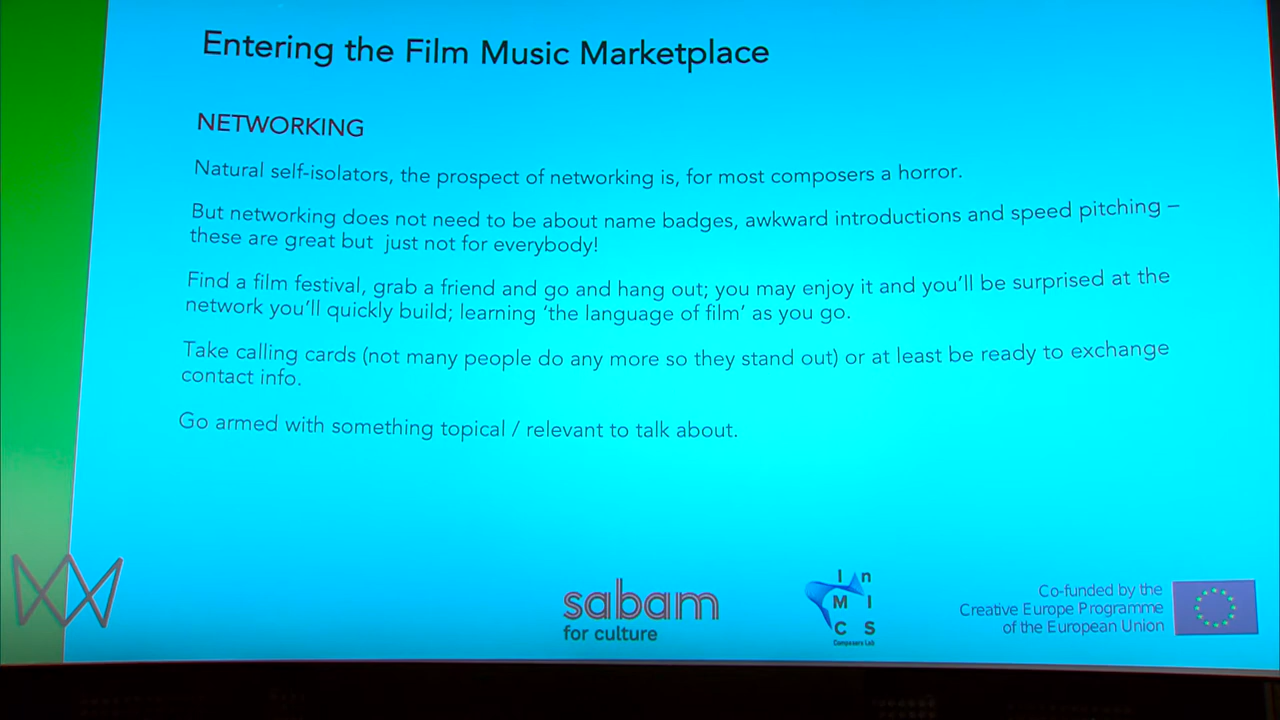 Entering the Film Music Marketplace
NETWORKING
Natural self-isolators, the prospect of networking is, for most composers a horror.
But networking does not need to be about name badges, awkward introductions and speed pitching –
these are great but  just not for everybody!
Find a film festival, grab a friend and go and hang out; you may enjoy it and you'll be surprised at the
network you'll quickly build; learning 'the language of film' as you go.
Take calling cards (not many people do any more so they stand out) or at least be ready to exchange
contact info.
Go armed with something topical / relevant to talk about.
sabam
for culture
I n
M I
C S
Composers Lab
Co-funded by the
Creative Europe Programme
of the European Union